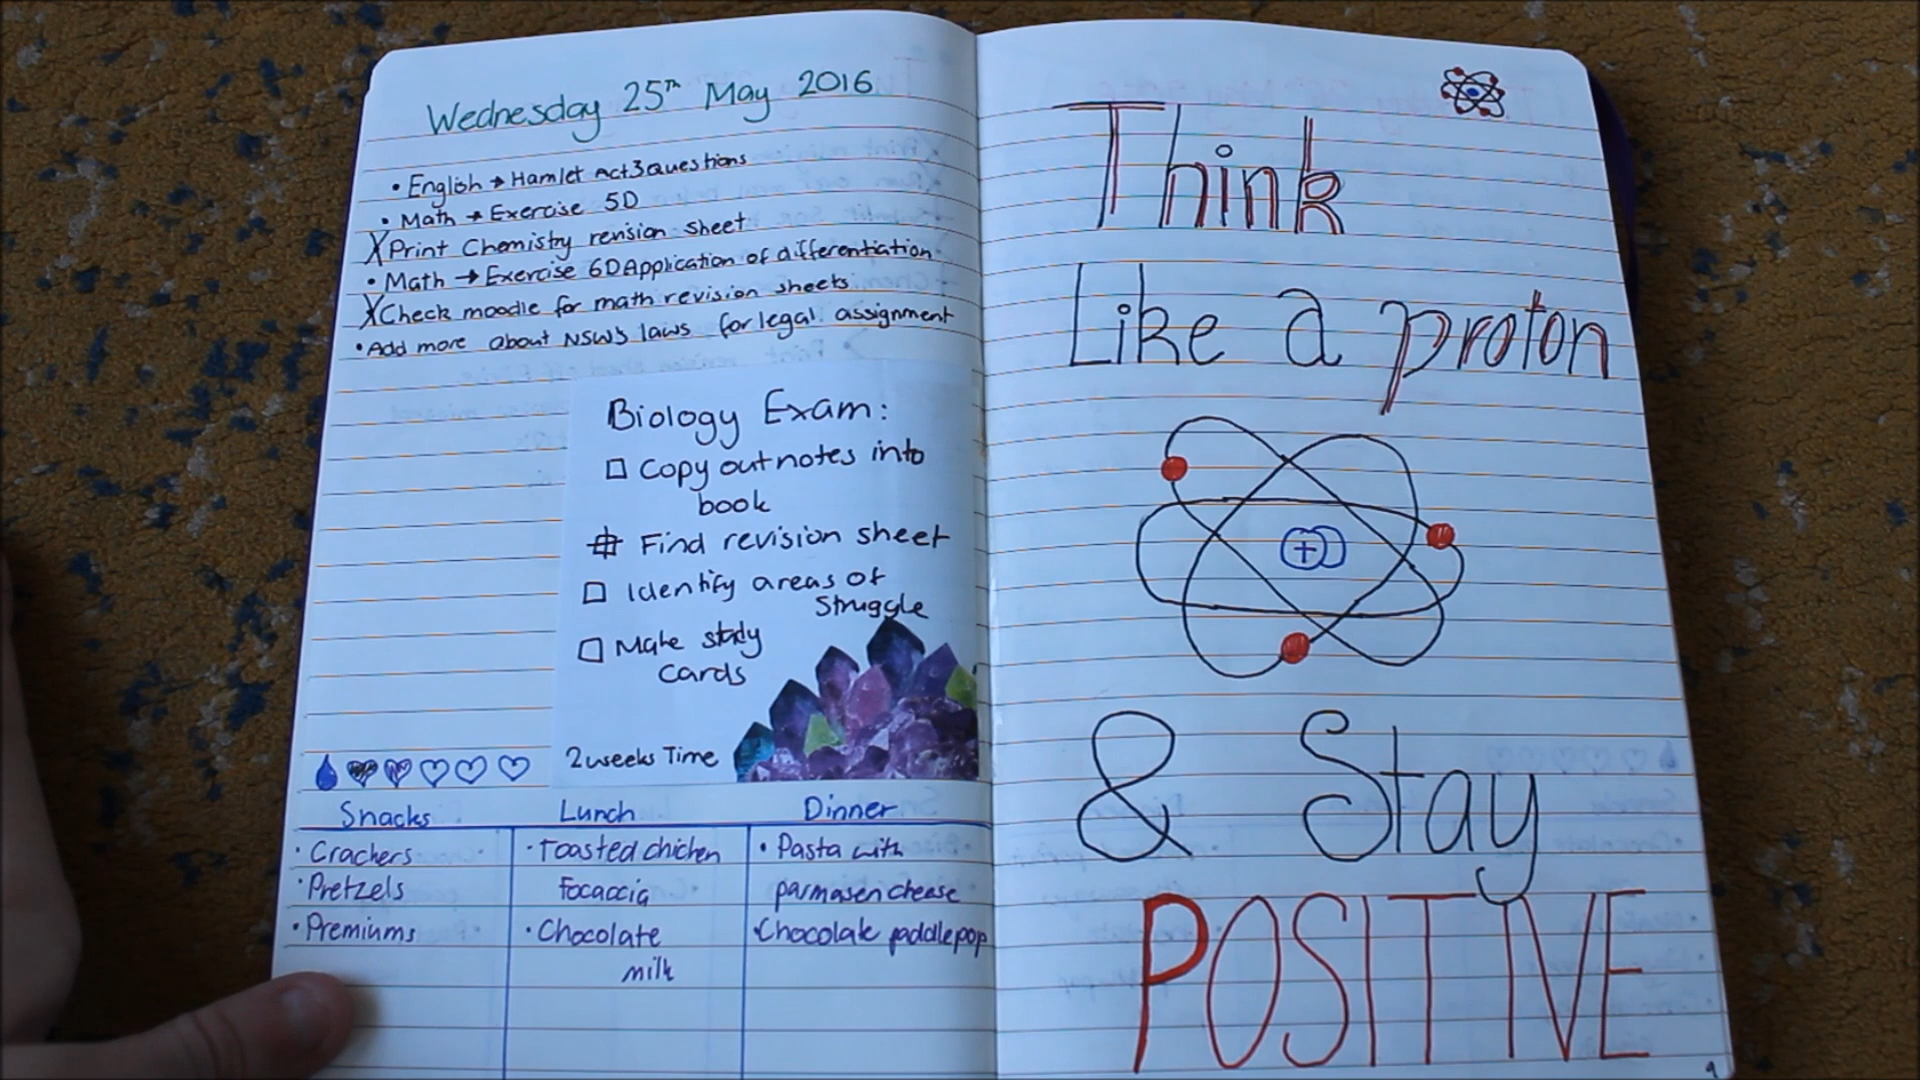 Wednesday 25th May 2016
• English → Hamlet Act 3 questions
• Math → Exercise 5D
X Print Chemistry revision sheet
• Math → Exercise 6D Application of differentiation
X Check moodle for math revision sheets
• Add more about NSW's laws for legal assignment
Biology Exam:
□ Copy out notes into
book
Find revision sheet
□ Identify areas of
Struggle
□ Make study
Cards
2 weeks Time
Snacks Lunch Dinner
• Crackers • Toasted chicken • Pasta with
• Pretzels focaccia parmasen cheese
• Premiums • Chocolate • Chocolate paddlepop
milk
Think
Like a proton
+
& Stay
POSITIVE
9